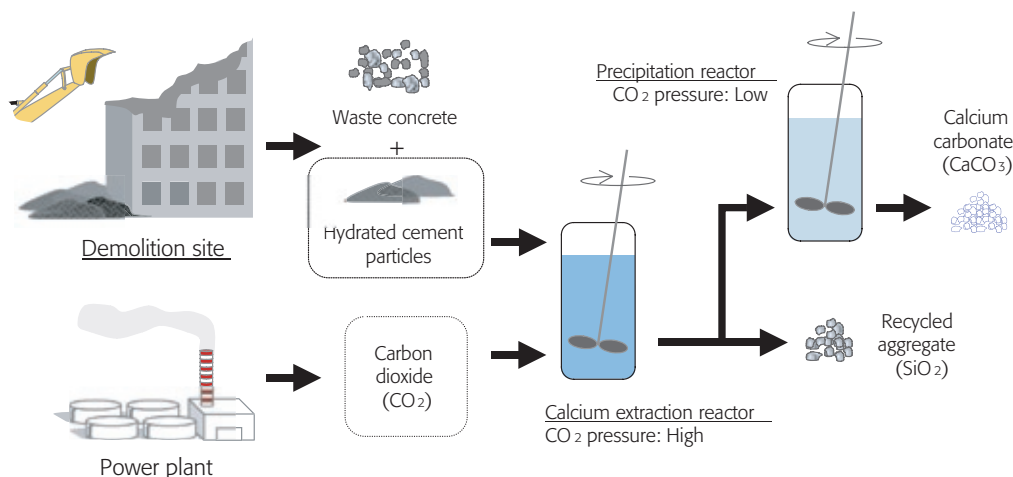 Demolition site
Waste concrete
+
Hydrated cement
particles
Power plant
Carbon
dioxide
(CO2)
Calcium extraction reactor
CO2 pressure: High
Precipitation reactor
CO2 pressure: Low
Calcium
carbonate
(CaCO3)
Recycled
aggregate
(SiO2)